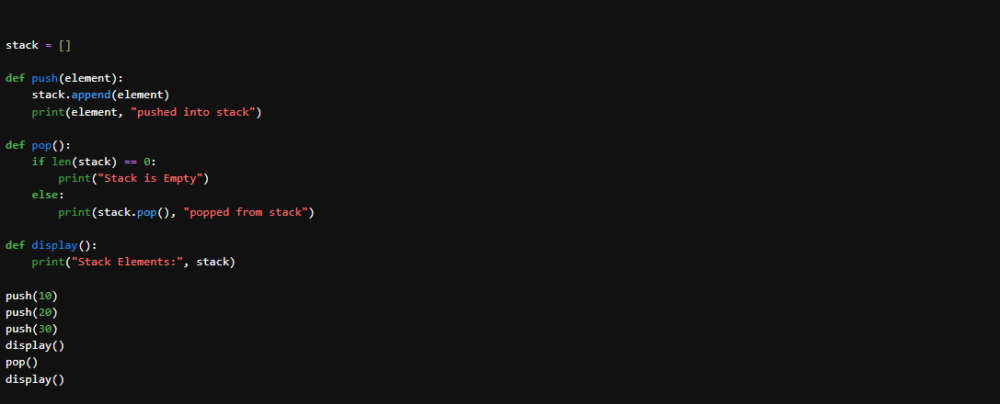 stack = []
def push(element):
    stack.append(element)
    print(element, "pushed into stack")
def pop():
    if len(stack) == 0:
        print("Stack is Empty")
    else:
        print(stack.pop(), "popped from stack")
def display():
    print("Stack Elements:", stack)
push(10)
push(20)
push(30)
display()
pop()
display()